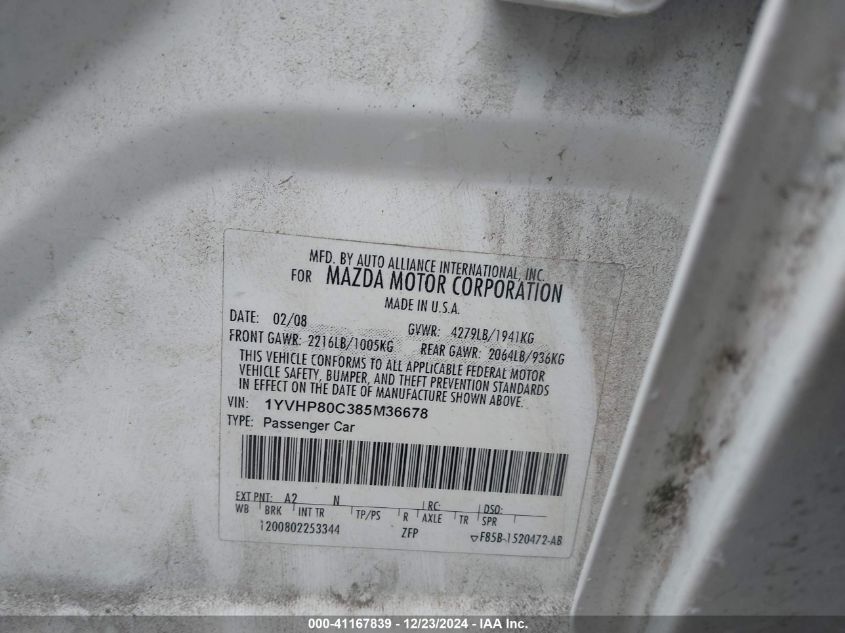 MFD. BY AUTO ALLIANCE INTERNATIONAL, INC.
FOR MAZDA MOTOR CORPORATION
MADE IN U.S.A.
DATE: 02/08 GVWR: 4279LB/1941KG
FRONT GAWR: 2216LB/1005KG REAR GAWR: 2064LB/936KG
THIS VEHICLE CONFORMS TO ALL APPLICABLE FEDERAL MOTOR
VEHICLE SAFETY, BUMPER, AND THEFT PREVENTION STANDARDS
IN EFFECT ON THE DATE OF MANUFACTURE SHOWN ABOVE.
VIN: 1YVHP80C385M36678
TYPE: Passenger Car
EXT PNT: A2 N RC: DSO:
WB BRK INT TR TP/PS R AXLE TR SPR
1200802253344 ZFP ▽F85B-1520472-AB
000-41167839 - 12/23/2024 - IAA Inc.